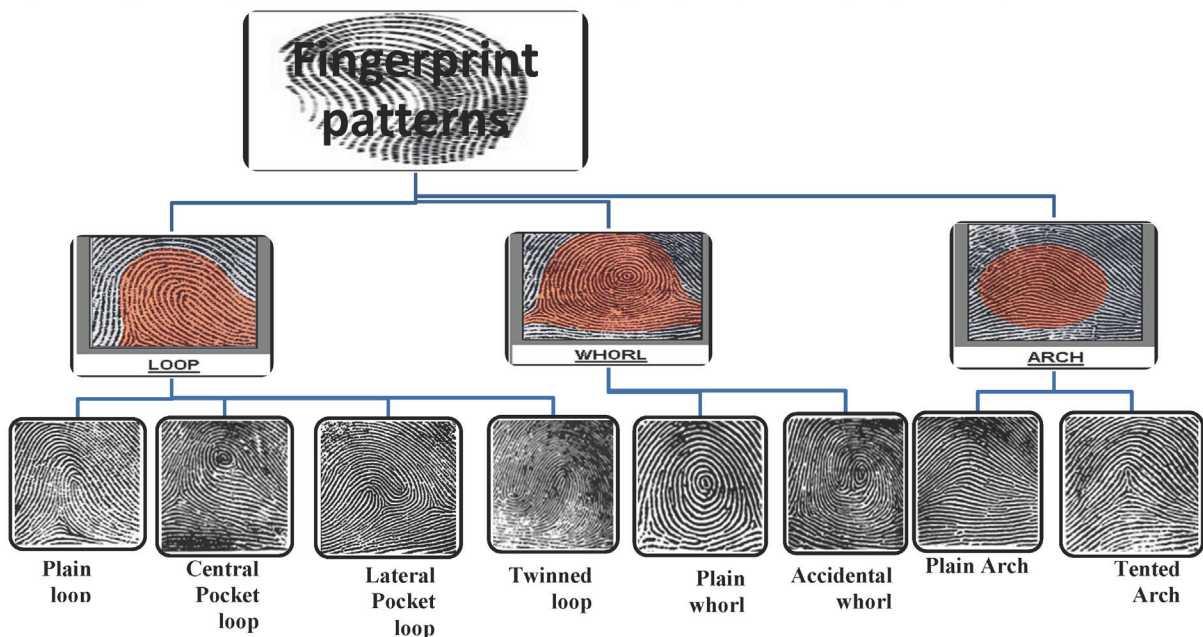 Fingerprint
patterns
LOOP
WHORL
ARCH
Plain
loop
Central
Pocket
loop
Lateral
Pocket
loop
Twinned
loop
Plain
whorl
Accidental
whorl
Plain Arch
Tented
Arch